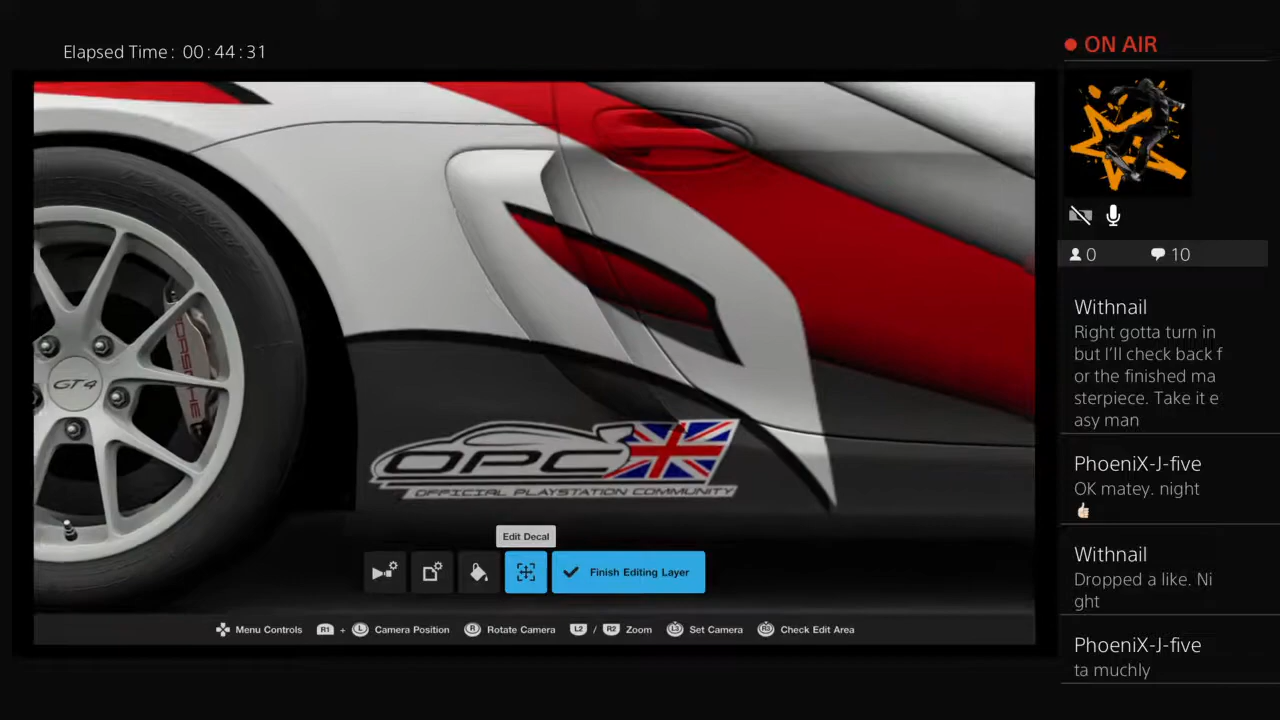 Elapsed Time: 00:44:31
ON AIR
0 10
Withnail
Right gotta turn in
but I'll check back f
or the finished ma
sterpiece. Take it e
asy man
PhoeniX-J-five
OK matey. night
👍🏻
Withnail
Dropped a like. Ni
ght
PhoeniX-J-five
ta muchly
GT4
PORSCHE
OPC
OFFICIAL PLAYSTATION COMMUNITY
Edit Decal
Finish Editing Layer
Menu Controls R1 + L Camera Position R Rotate Camera L2 / R2 Zoom L3 Set Camera R3 Check Edit Area